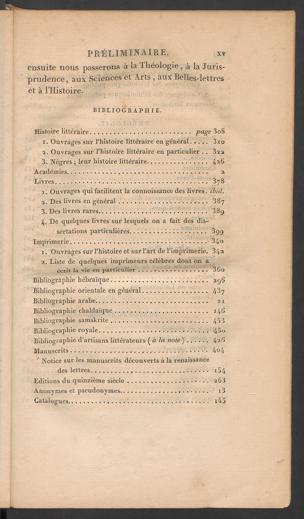 PRÉLIMINAIRE. xv
ensuite nous passerons à la Théologie, à la Juris-
prudence, aux Sciences et Arts, aux Belles-lettres
et à l'Histoire.
BIBLIOGRAPHIE.
Histoire littéraire............................ page 308
1. Ouvrages sur l'histoire littéraire en général..... 310
2. Ouvrages sur l'histoire littéraire en particulier .. 322
3. Nègres; leur histoire littéraire................ 426
Académies.................................... 2
Livres........................................ 378
1. Ouvrages qui facilitent la connoissance des livres. ibid.
2. Des livres en général ........................ 387
3. Des livres rares.............................. 389
4. De quelques livres sur lesquels on a fait des dis-
sertations particulières..................... 399
Imprimerie.................................... 340
1. Ouvrages sur l'histoire et sur l'art de l'imprimerie. 342
2. Liste de quelques imprimeurs célèbres dont on a
écrit la vie en particulier .................. 360
Bibliographie hébraïque........................ 296
Bibliographie orientale en général................ 437
Bibliographie arabe............................ 21
Bibliographie chaldaïque ....................... 146
Bibliographie samskrite ........................ 453
Bibliographie royale........................... 450
Bibliographie d'artisans littérateurs (à la note)...... 426
Manuscrits.................................... 404
Notice sur les manuscrits découverts à la renaissance
des lettres................................ 154
Editions du quinzième siècle .................... 263
Anonymes et pseudonymes...................... 13
Catalogues.................................... 145